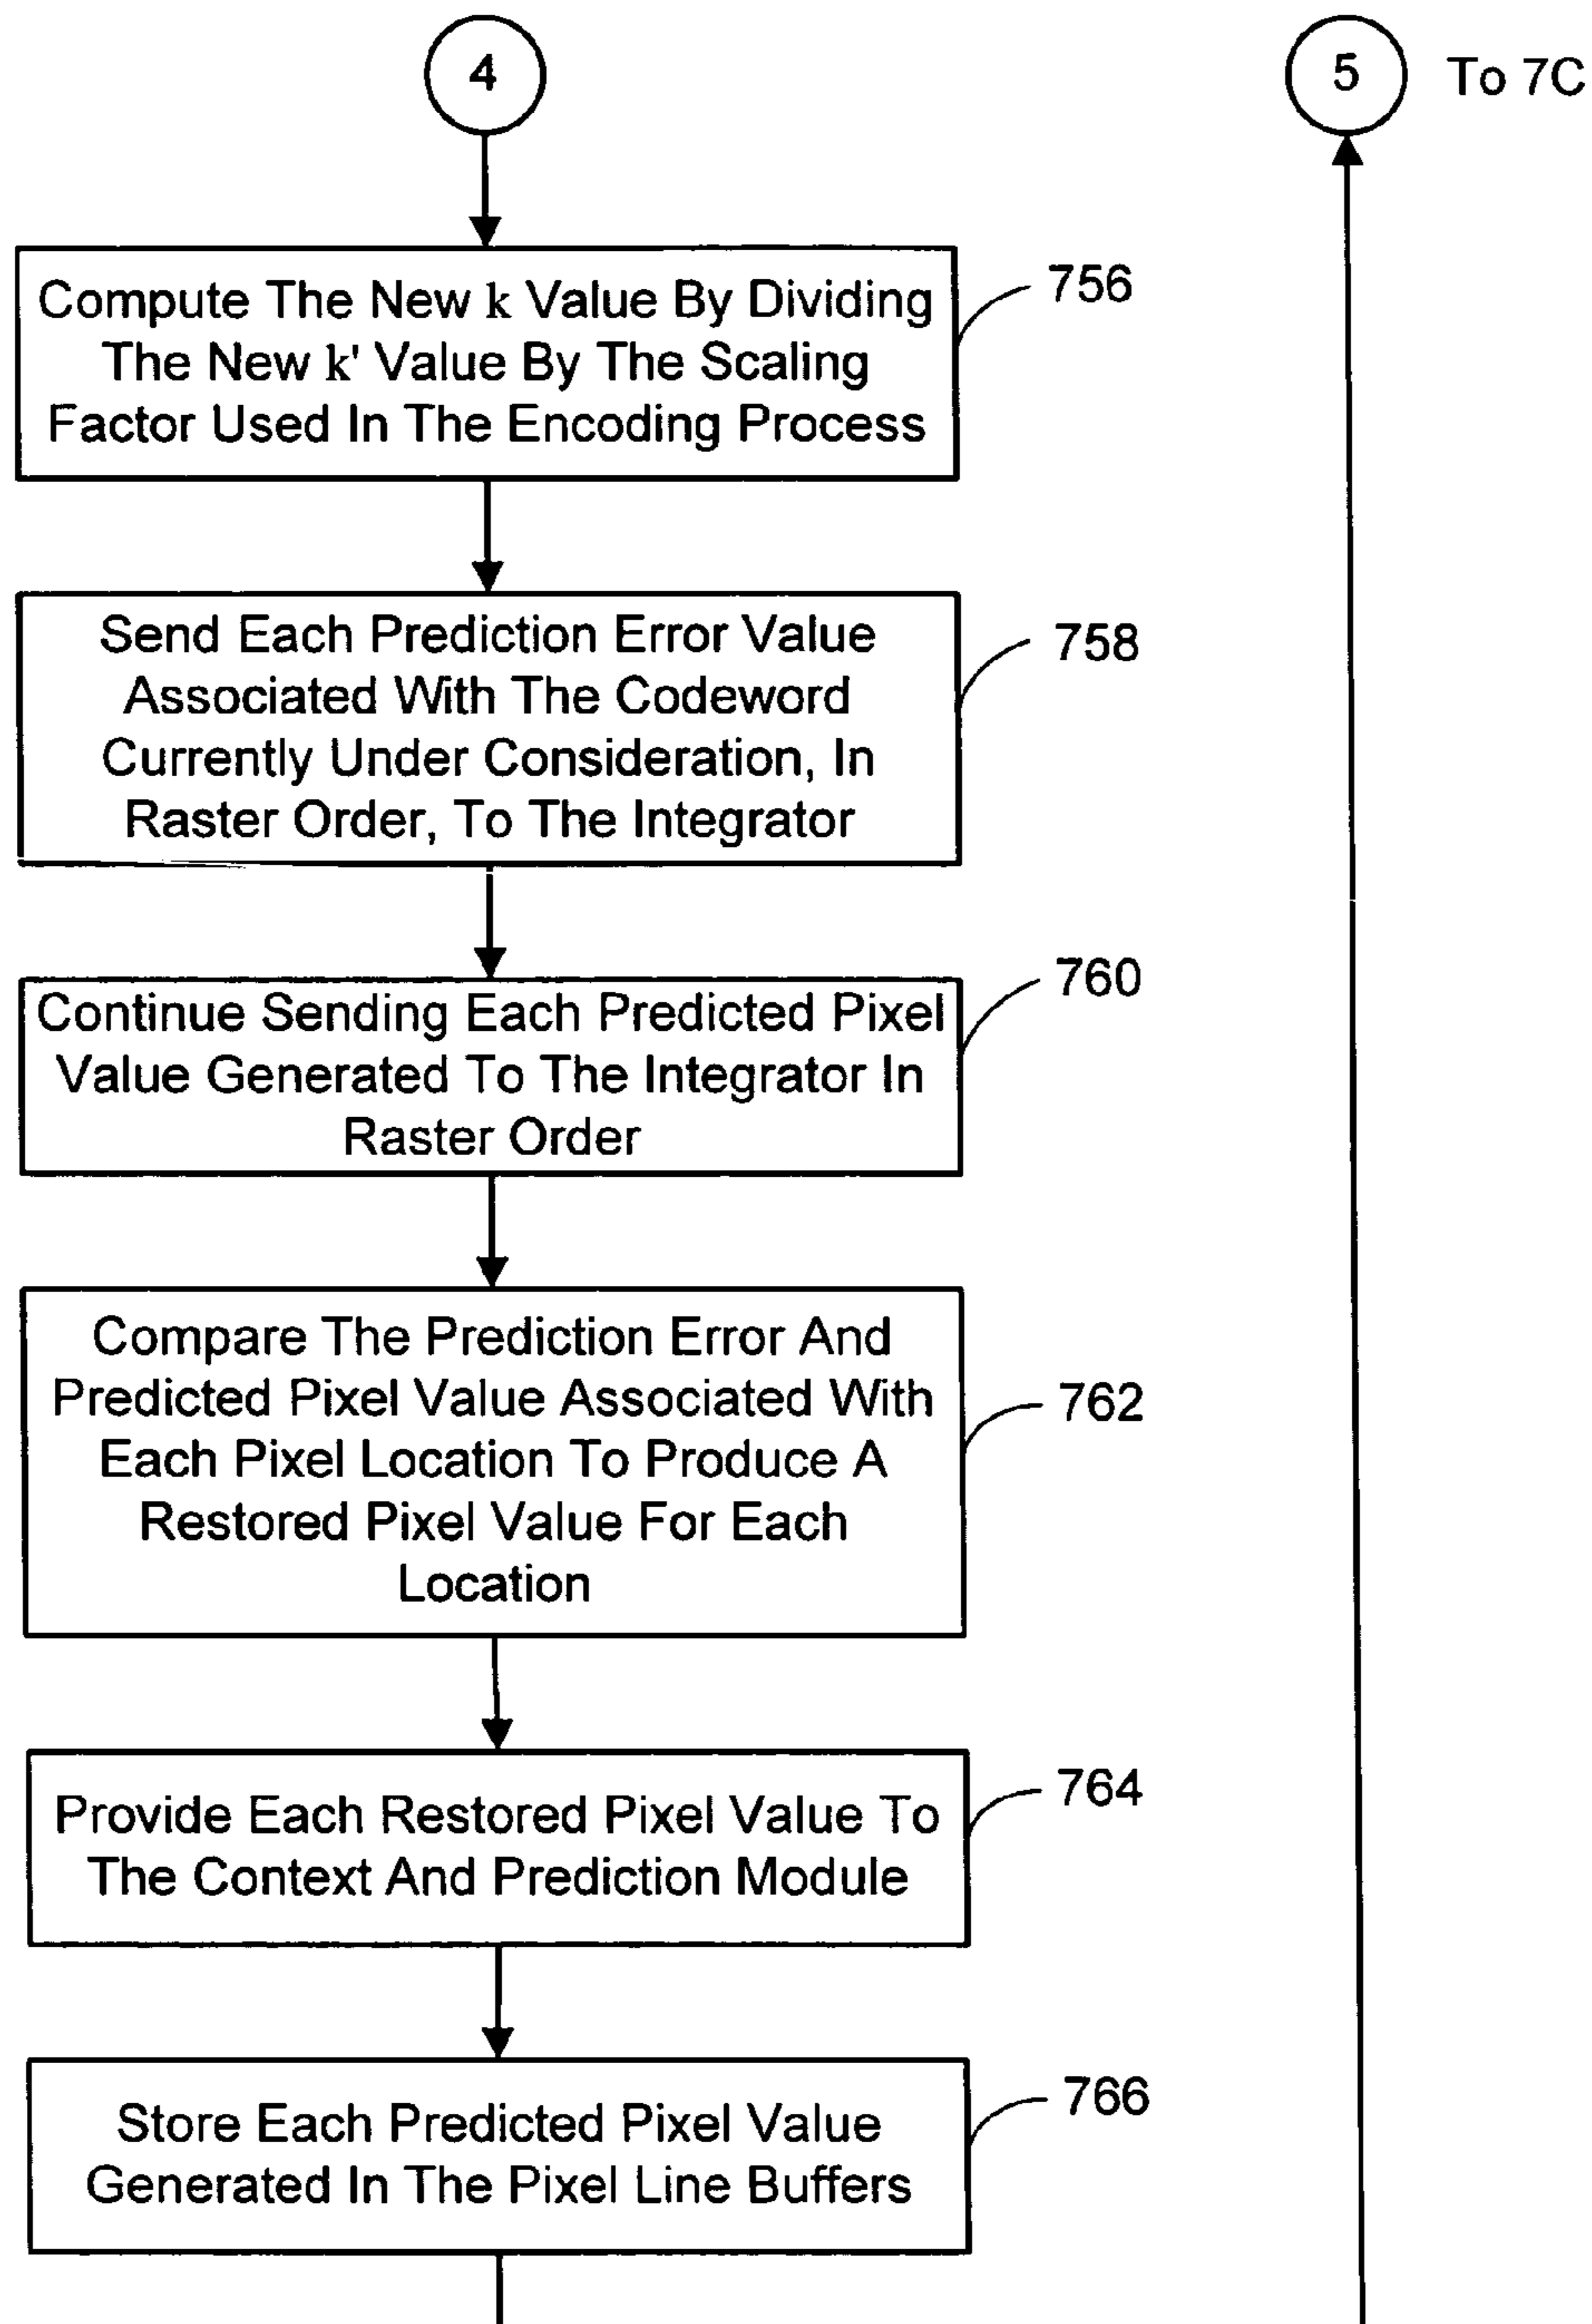 4
5 To 7C
Compute The New k Value By Dividing
The New k' Value By The Scaling
Factor Used In The Encoding Process
756
Send Each Prediction Error Value
Associated With The Codeword
Currently Under Consideration, In
Raster Order, To The Integrator
758
Continue Sending Each Predicted Pixel
Value Generated To The Integrator In
Raster Order
760
Compare The Prediction Error And
Predicted Pixel Value Associated With
Each Pixel Location To Produce A
Restored Pixel Value For Each
Location
762
Provide Each Restored Pixel Value To
The Context And Prediction Module
764
Store Each Predicted Pixel Value
Generated In The Pixel Line Buffers
766